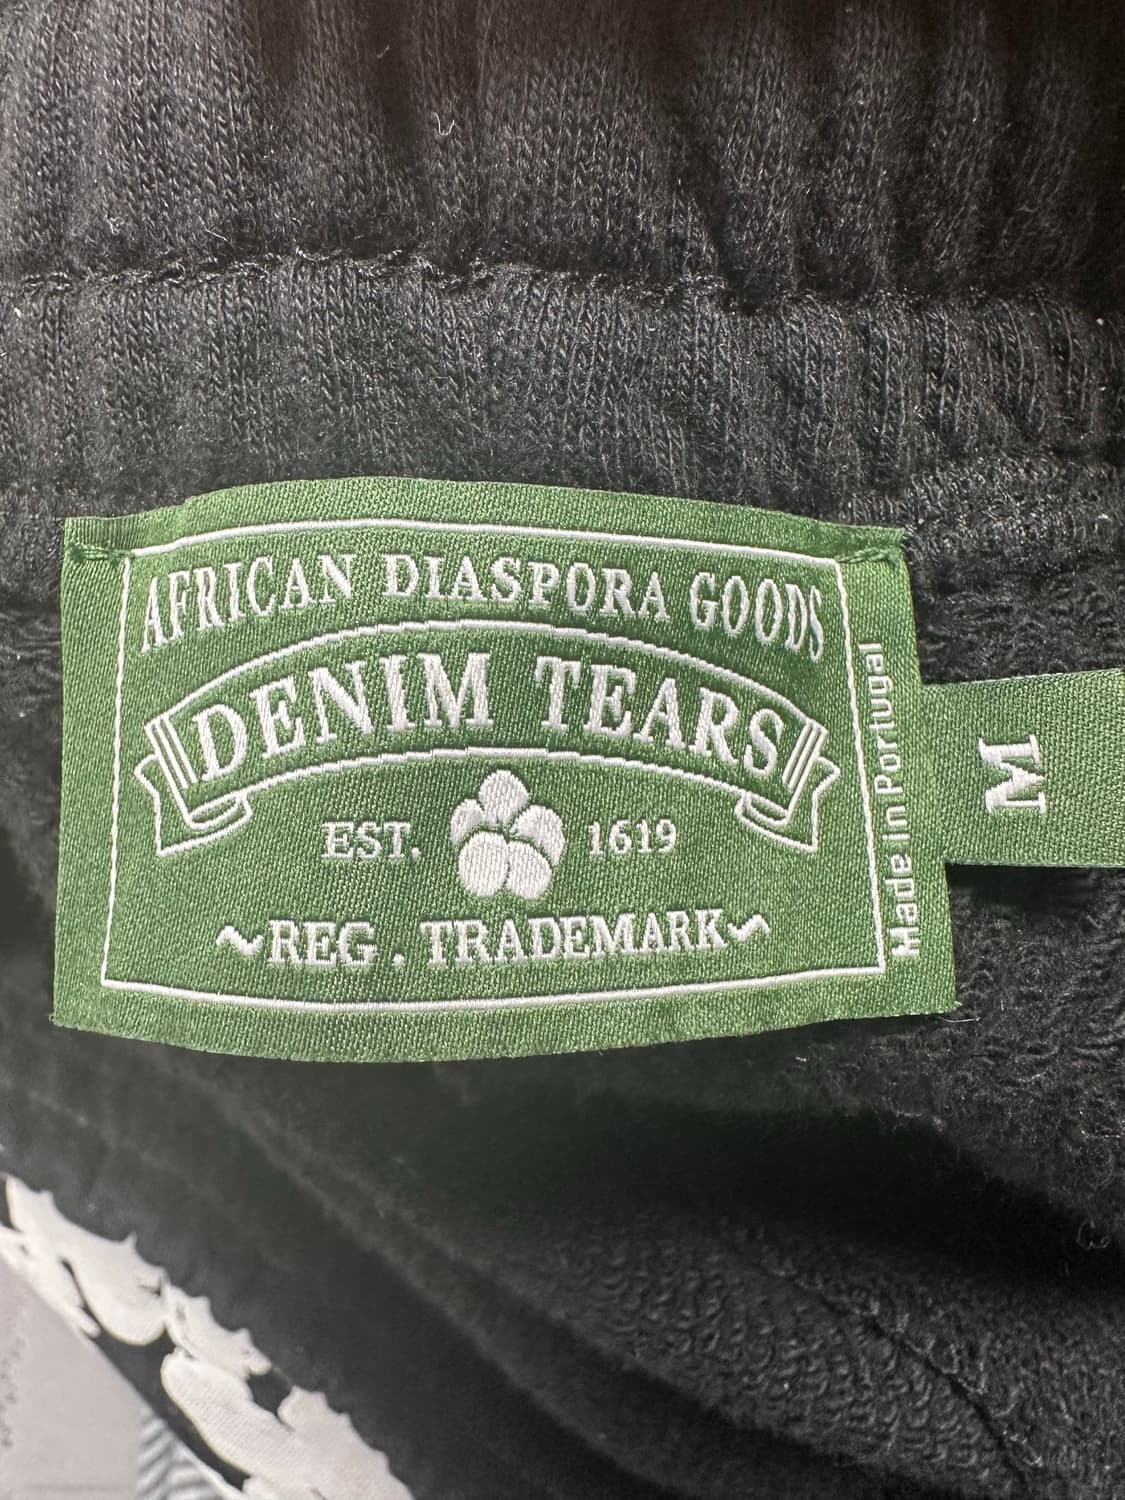 AFRICAN DIASPORA GOODS
DENIM TEARS
EST. 1619
~REG. TRADEMARK~
Made in Portugal
M